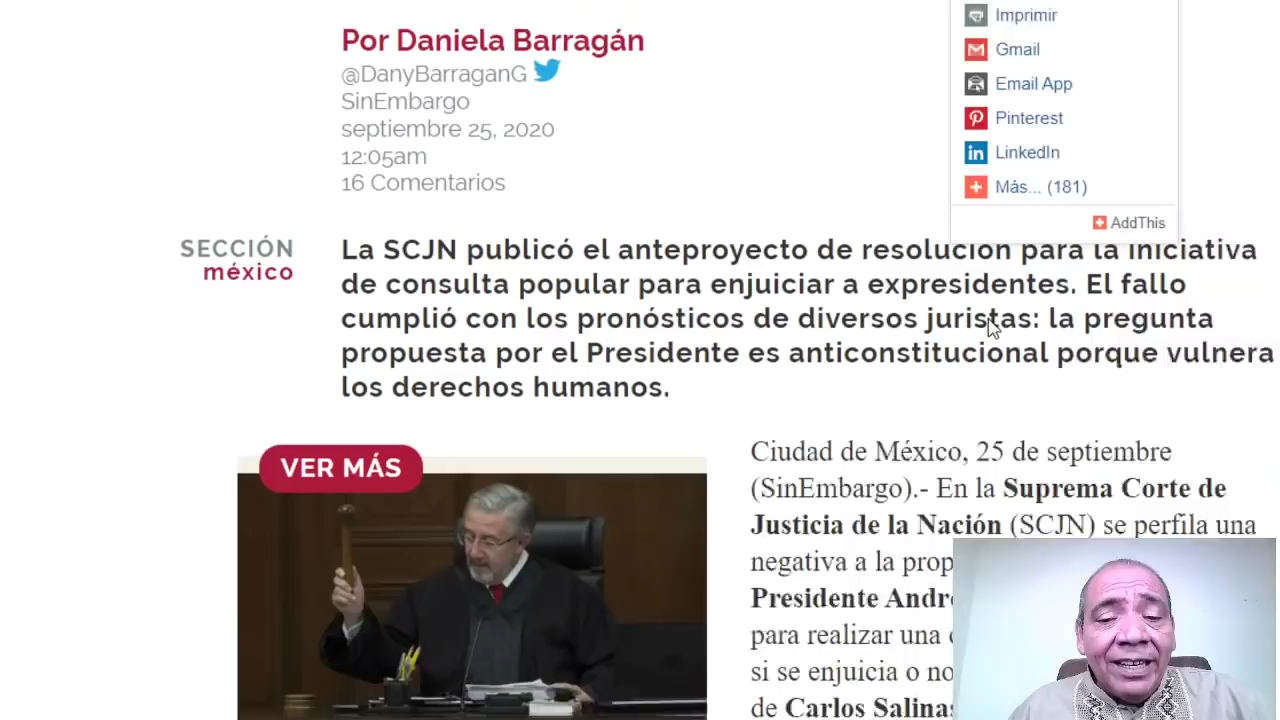 Por Daniela Barragán
@DanyBarraganG
SinEmbargo
septiembre 25, 2020
12:05am
16 Comentarios
Imprimir
Gmail
Email App
Pinterest
LinkedIn
Más... (181)
AddThis
SECCIÓN
méxico
La SCJN publicó el anteproyecto de resolución para la iniciativa
de consulta popular para enjuiciar a expresidentes. El fallo
cumplió con los pronósticos de diversos juristas: la pregunta
propuesta por el Presidente es anticonstitucional porque vulnera
los derechos humanos.
VER MÁS
Ciudad de México, 25 de septiembre
(SinEmbargo).- En la Suprema Corte de
Justicia de la Nación (SCJN) se perfila una
negativa a la prop
Presidente Andr
para realizar una
si se enjuicia o no
de Carlos Salinas